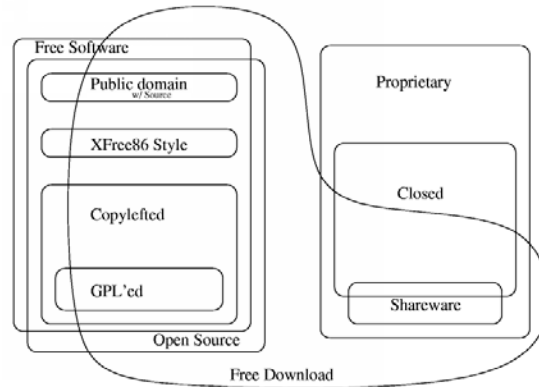 Free Software
Public domain
w/ Source
XFree86 Style
Copylefted
GPL'ed
Open Source
Proprietary
Closed
Shareware
Free Download